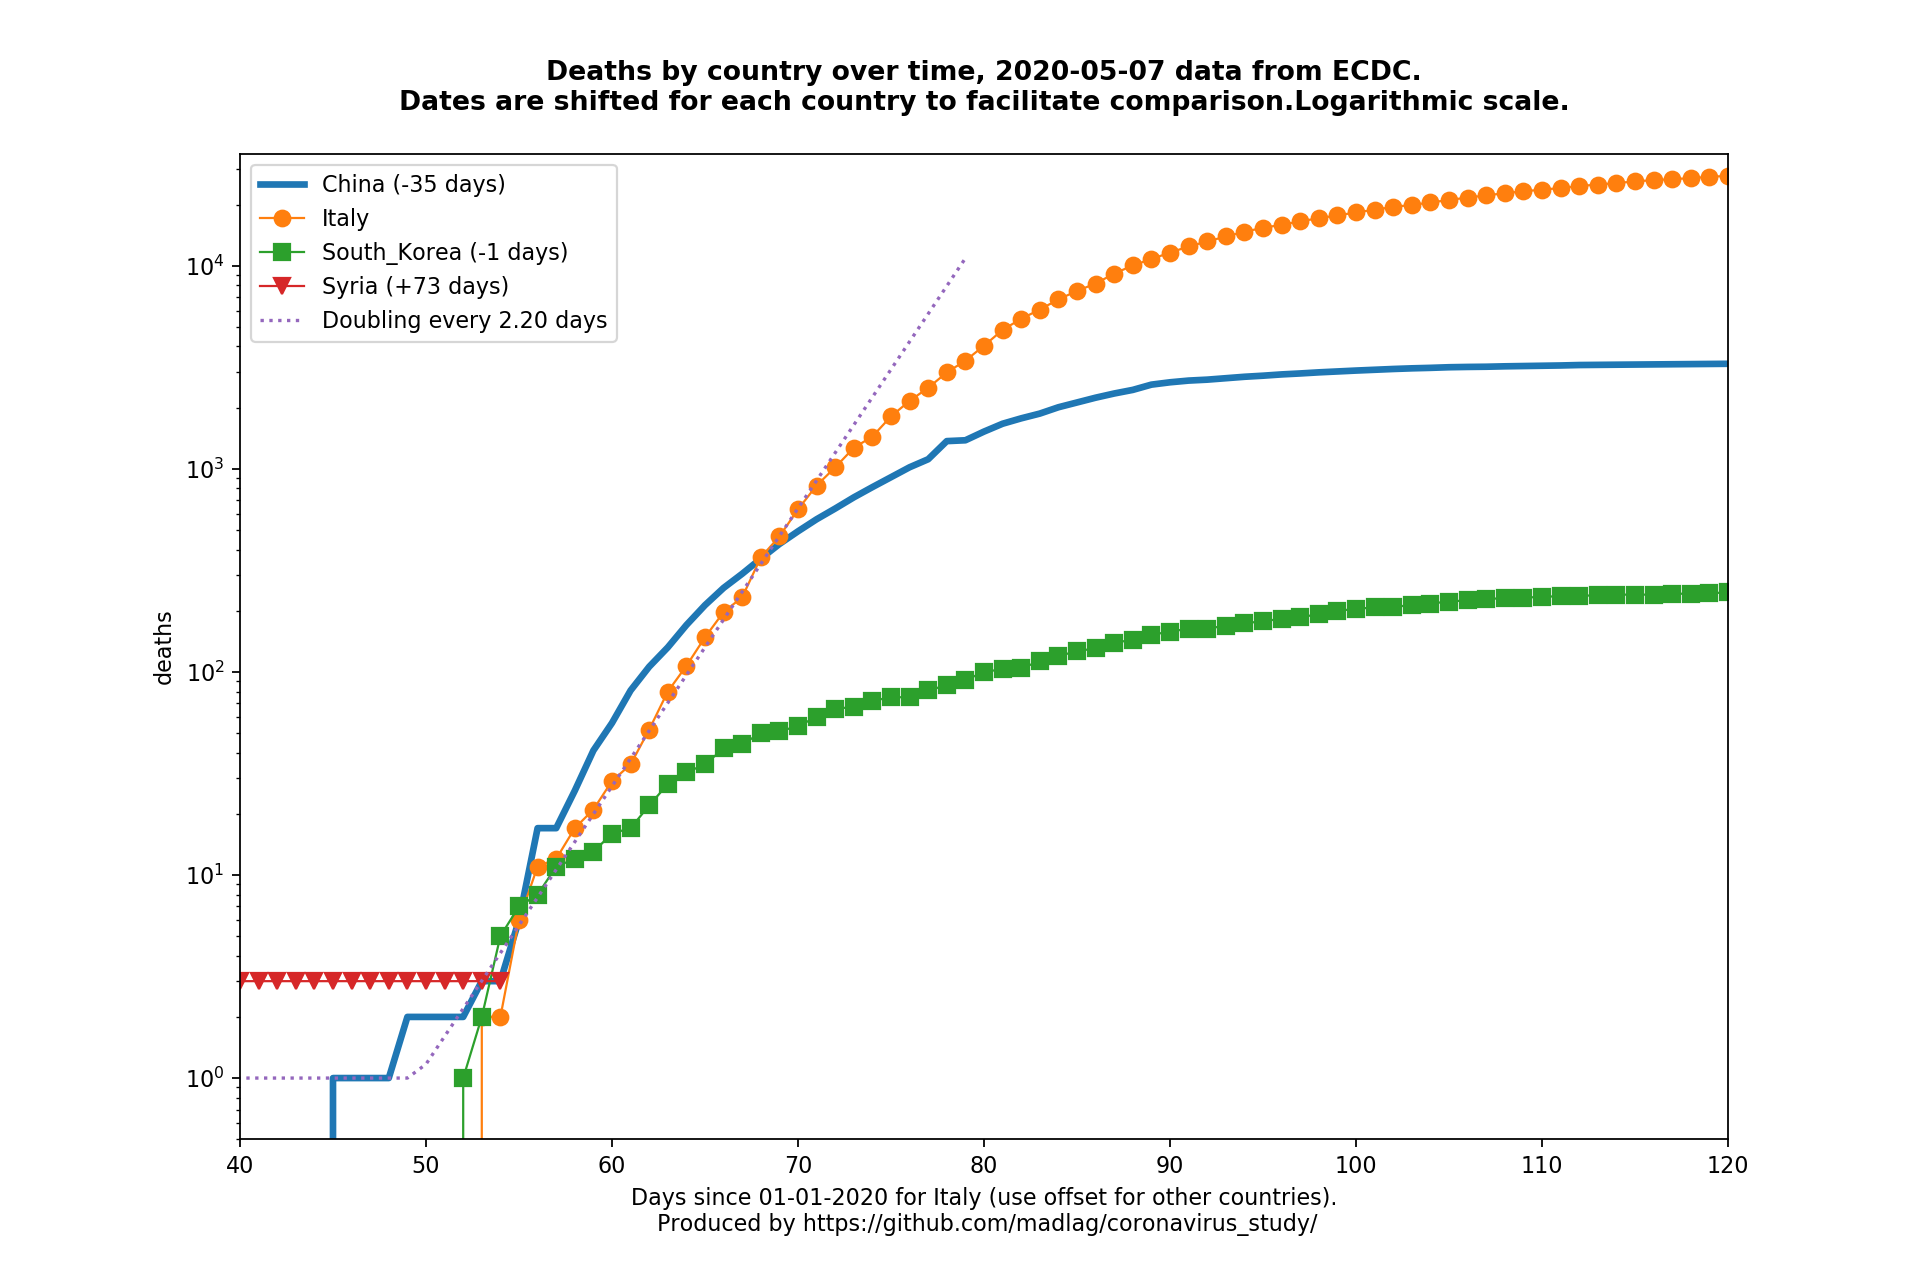 Deaths by country over time, 2020-05-07 data from ECDC.
Dates are shifted for each country to facilitate comparison.Logarithmic scale.
China (-35 days)
Italy
South_Korea (-1 days)
Syria (+73 days)
Doubling every 2.20 days
deaths
10⁴
10³
10²
10¹
10⁰
40 50 60 70 80 90 100 110 120
Days since 01-01-2020 for Italy (use offset for other countries).
Produced by https://github.com/madlag/coronavirus_study/